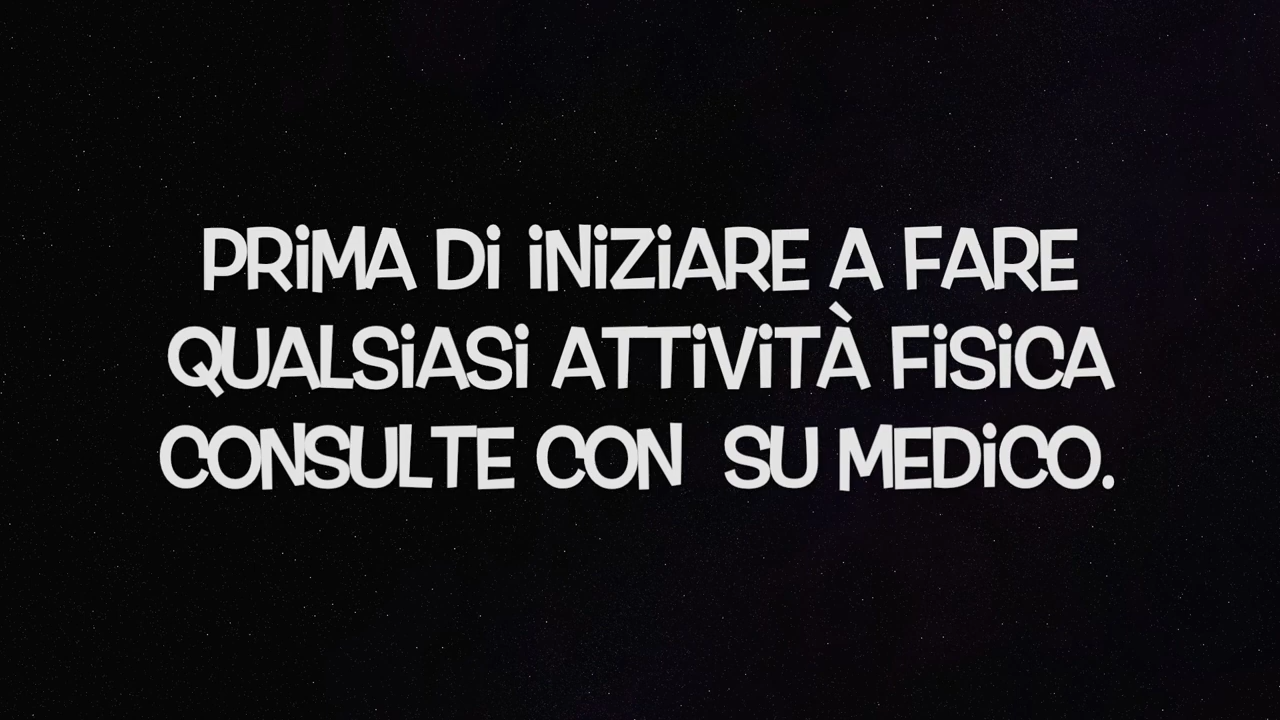 PRiMA Di iNiZiARE A FARE
QUALSiASi ATTiViTÀ FiSiCA
CONSULTE CON  SU MEDiCO.